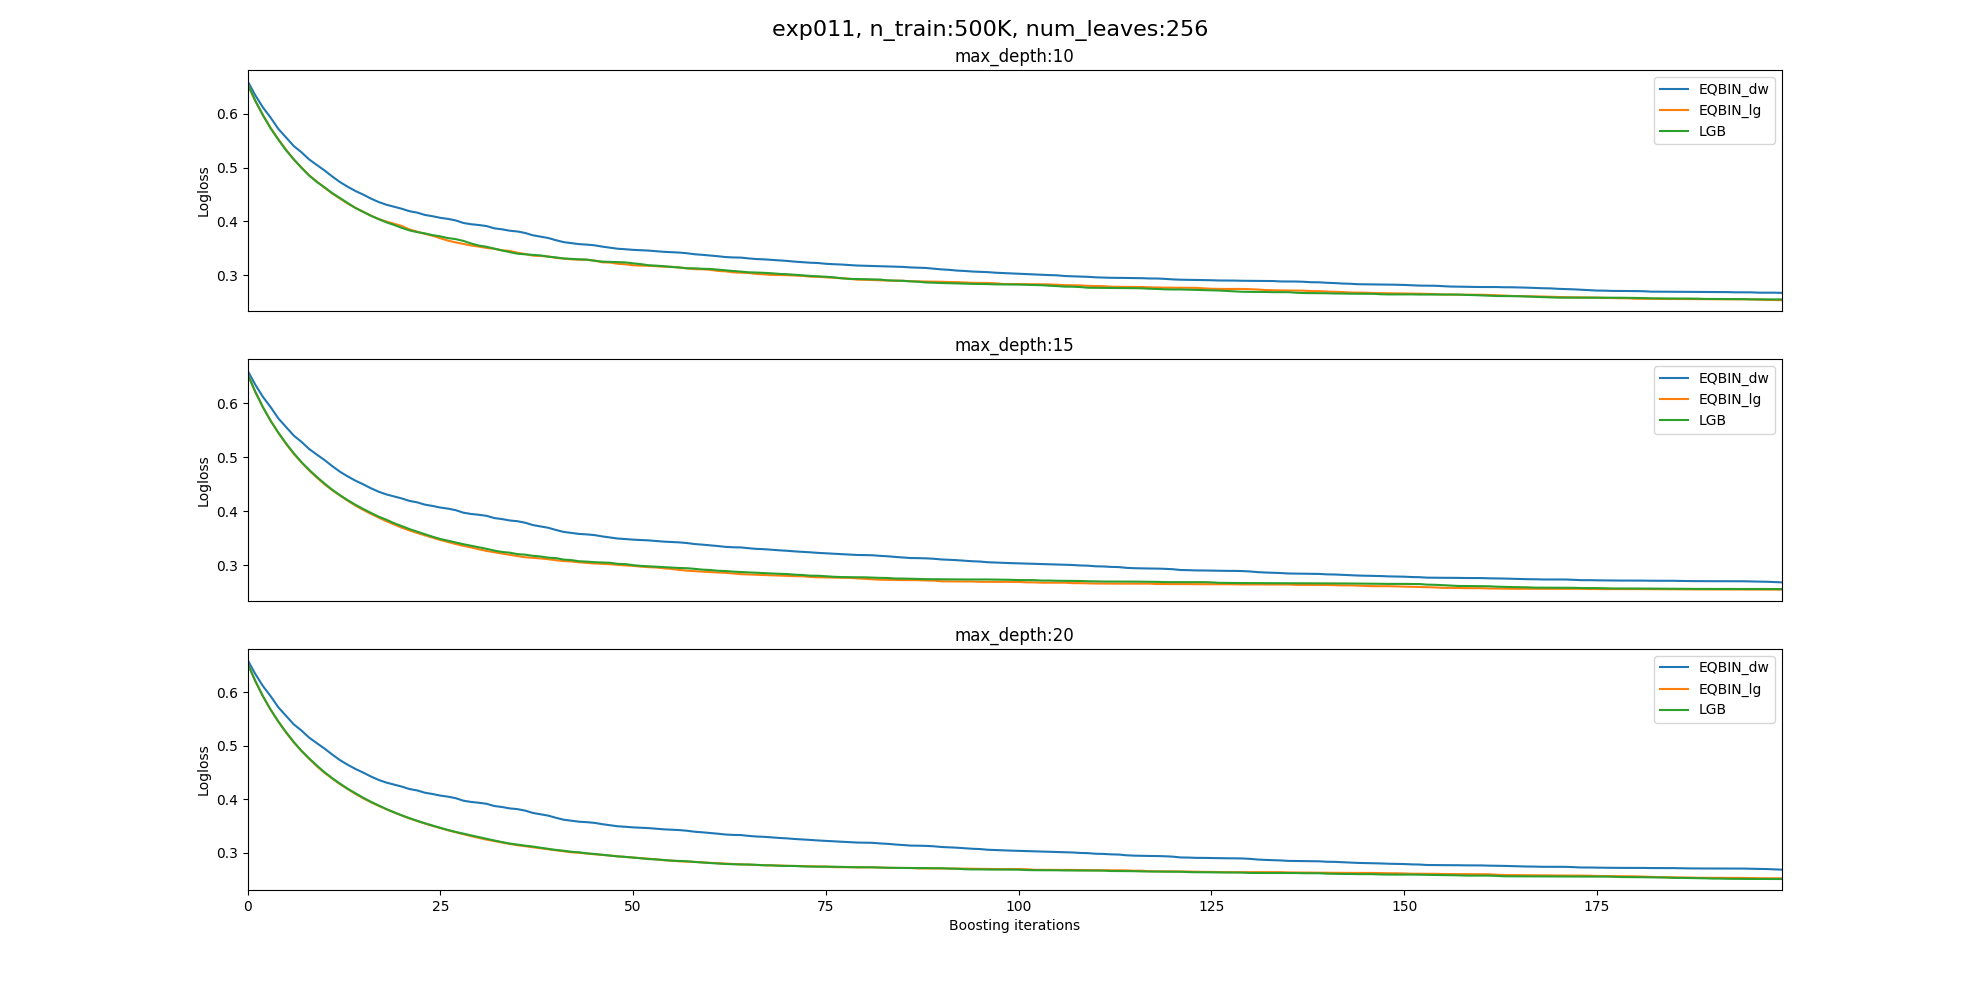 exp011, n_train:500K, num_leaves:256
max_depth:10
0.6
0.5
0.4
0.3
Logloss
EQBIN_dw
EQBIN_lg
LGB
max_depth:15
0.6
0.5
0.4
0.3
Logloss
EQBIN_dw
EQBIN_lg
LGB
max_depth:20
0.6
0.5
0.4
0.3
Logloss
EQBIN_dw
EQBIN_lg
LGB
0 25 50 75 100 125 150 175
Boosting iterations